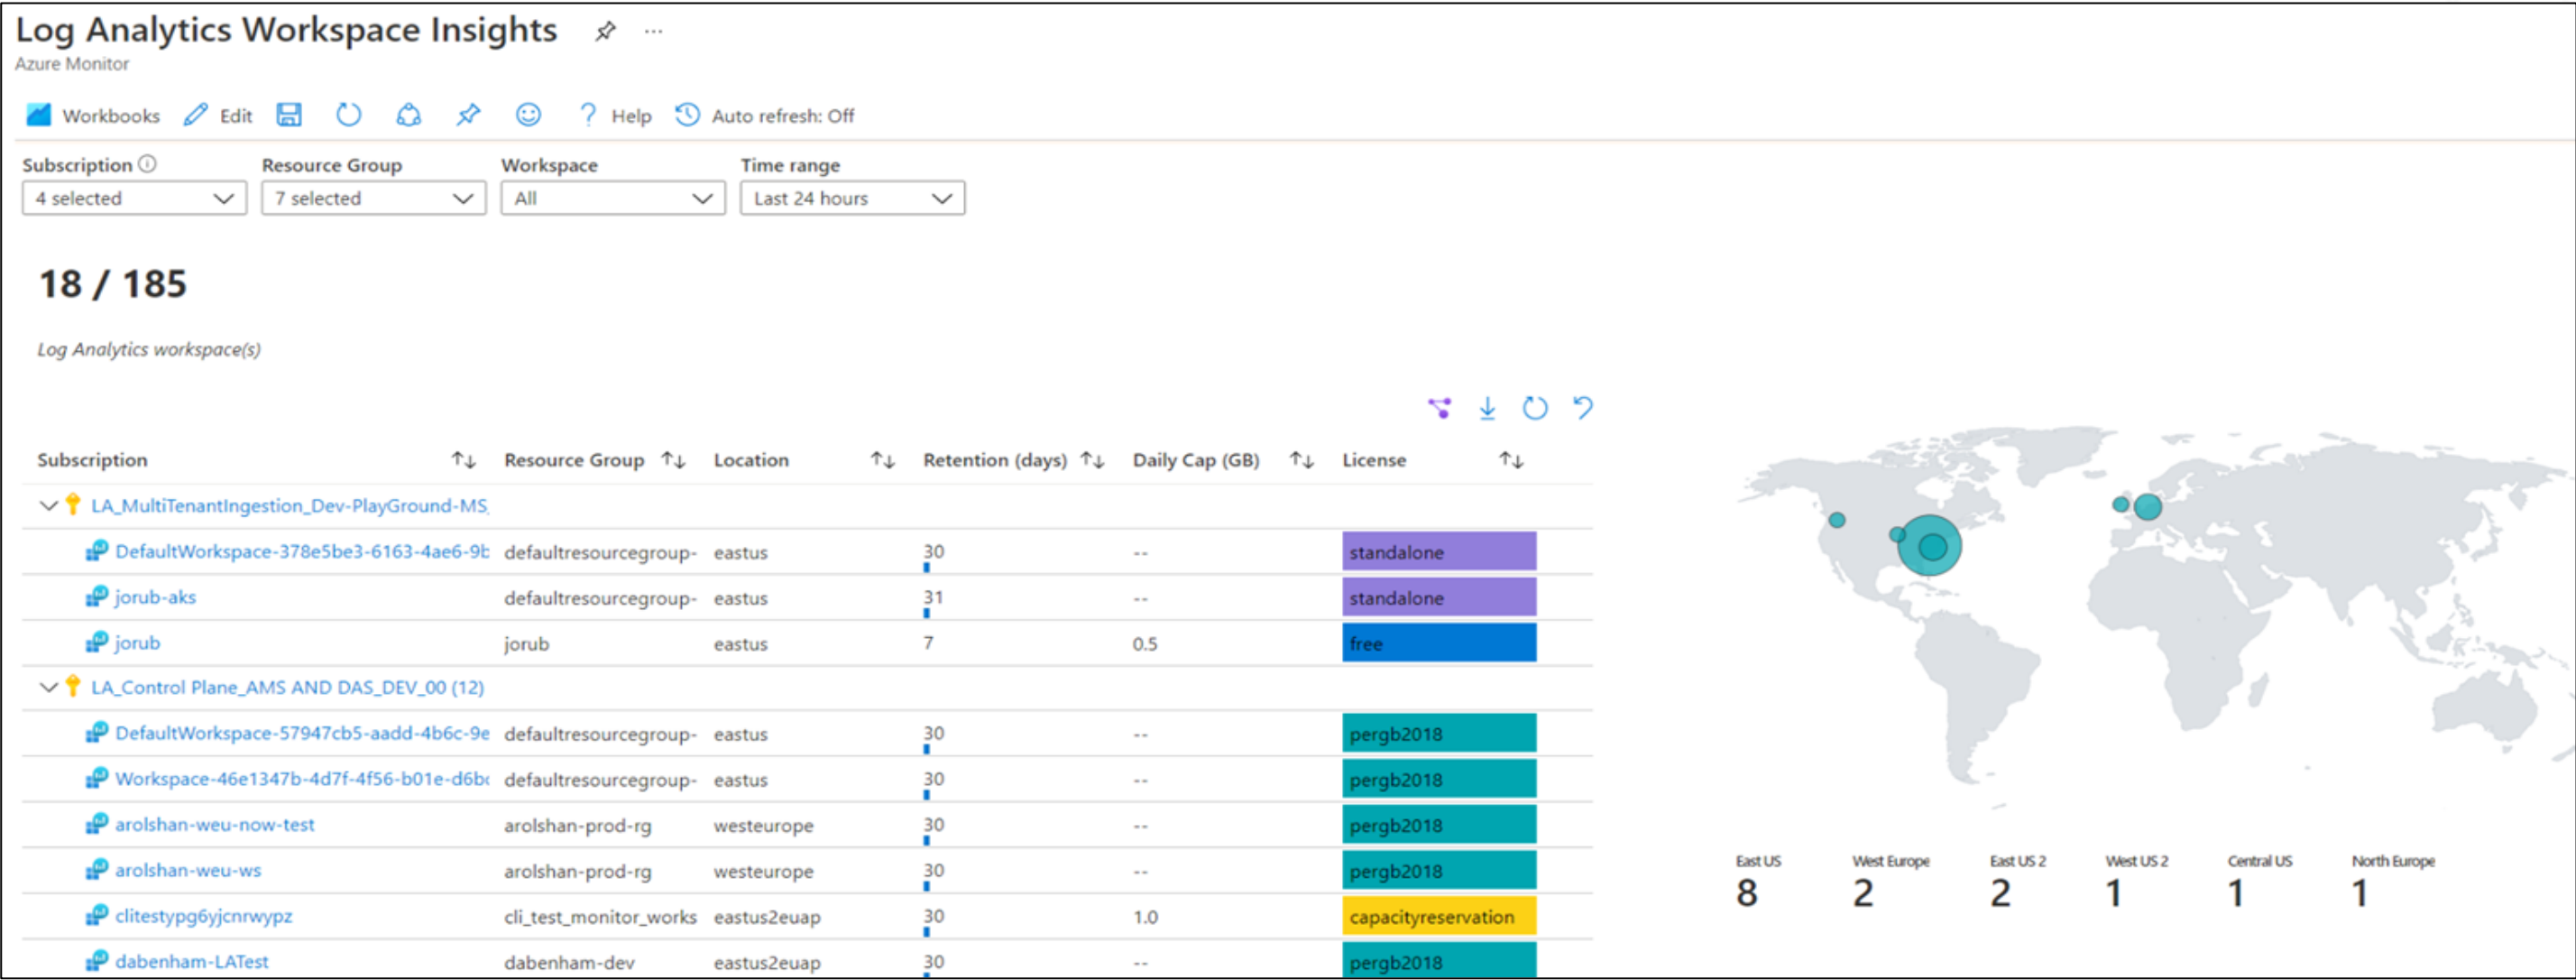 Log Analytics Workspace Insights
Azure Monitor
Workbooks Edit Help Auto refresh: Off
Subscription Resource Group Workspace Time range
4 selected 7 selected All Last 24 hours
18 / 185
Log Analytics workspace(s)
Subscription Resource Group Location Retention (days) Daily Cap (GB) License
LA_MultiTenantIngestion_Dev-PlayGround-MS
DefaultWorkspace-378e5be3-6163-4ae6-9b defaultresourcegroup- eastus 30 -- standalone
jorub-aks defaultresourcegroup- eastus 31 -- standalone
jorub jorub eastus 7 0.5 free
LA_Control Plane_AMS AND DAS_DEV_00 (12)
DefaultWorkspace-57947cb5-aadd-4b6c-9e defaultresourcegroup- eastus 30 -- pergb2018
Workspace-46e1347b-4d7f-4f56-b01e-d6bc defaultresourcegroup- eastus 30 -- pergb2018
arolshan-weu-now-test arolshan-prod-rg westeurope 30 -- pergb2018
arolshan-weu-ws arolshan-prod-rg westeurope 30 -- pergb2018
clitestypg6yjcnrwypz cli_test_monitor_works eastus2euap 30 1.0 capacityreservation
dabenham-LATest dabenham-dev eastus2euap 30 -- pergb2018
East US West Europe East US 2 West US 2 Central US North Europe
8 2 2 1 1 1